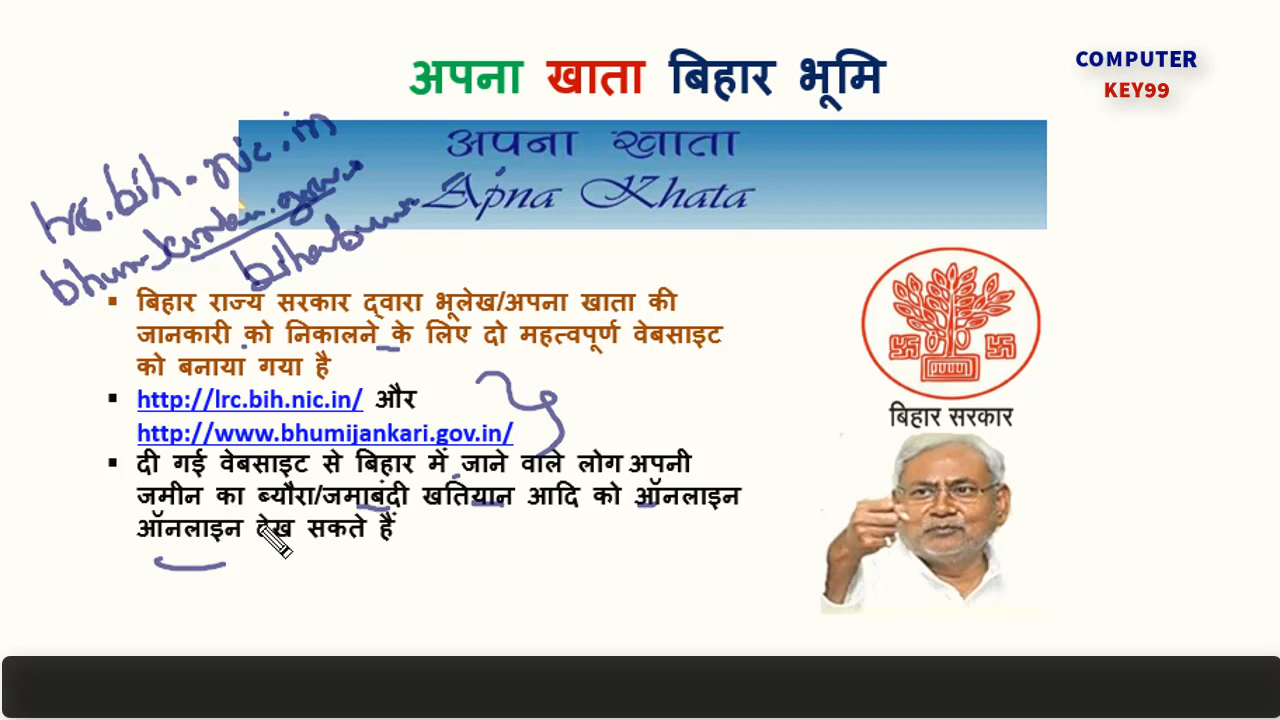 अपना खाता बिहार भूमि
COMPUTER
KEY99
अपना खाता
Apna Khata
lrc.bih.nic.in
बिहार राज्य सरकार द्वारा भूलेख/अपना खाता की
जानकारी को निकालने के लिए दो महत्वपूर्ण वेबसाइट
को बनाया गया है
http://lrc.bih.nic.in/ और
http://www.bhumijankari.gov.in/
दी गई वेबसाइट से बिहार में जाने वाले लोग अपनी
जमीन का ब्यौरा/जमाबंदी खतियान आदि को ऑनलाइन
ऑनलाइन देख सकते हैं
बिहार सरकार